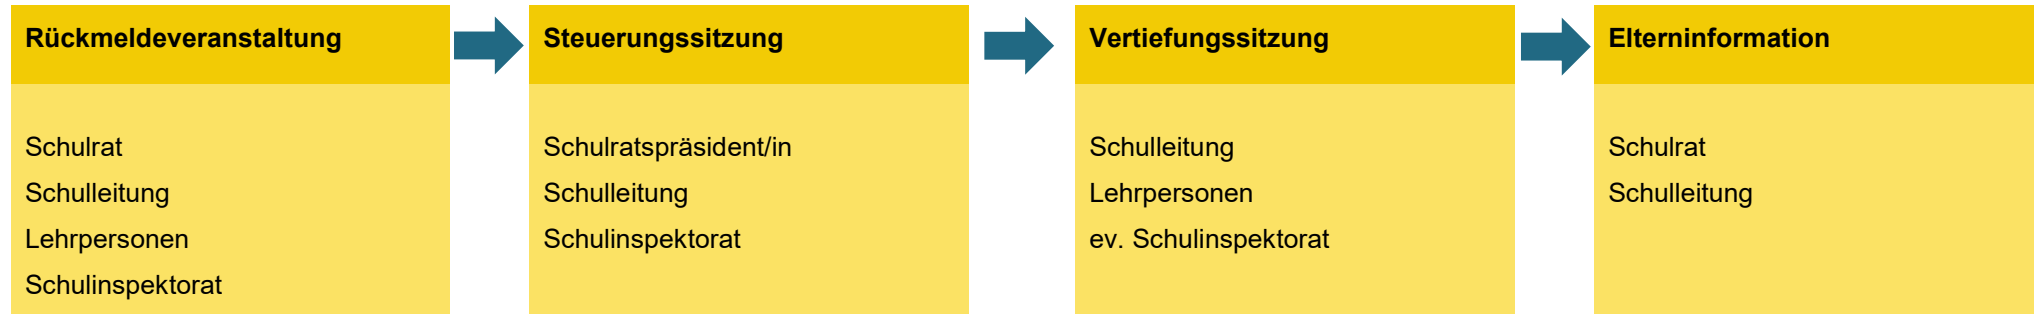 Rückmeldeveranstaltung
Schulrat
Schulleitung
Lehrpersonen
Schulinspektorat
Steuerungssitzung
Schulratspräsident/in
Schulleitung
Schulinspektorat
Vertiefungssitzung
Schulleitung
Lehrpersonen
ev. Schulinspektorat
Elterninformation
Schulrat
Schulleitung